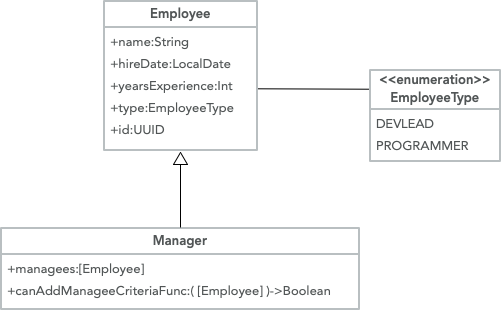 Employee
+name:String
+hireDate:LocalDate
+yearsExperience:Int
+type:EmployeeType
+id:UUID
<<enumeration>>
EmployeeType
DEVLEAD
PROGRAMMER
Manager
+managees:[Employee]
+canAddManageeCriteriaFunc:( [Employee] )->Boolean